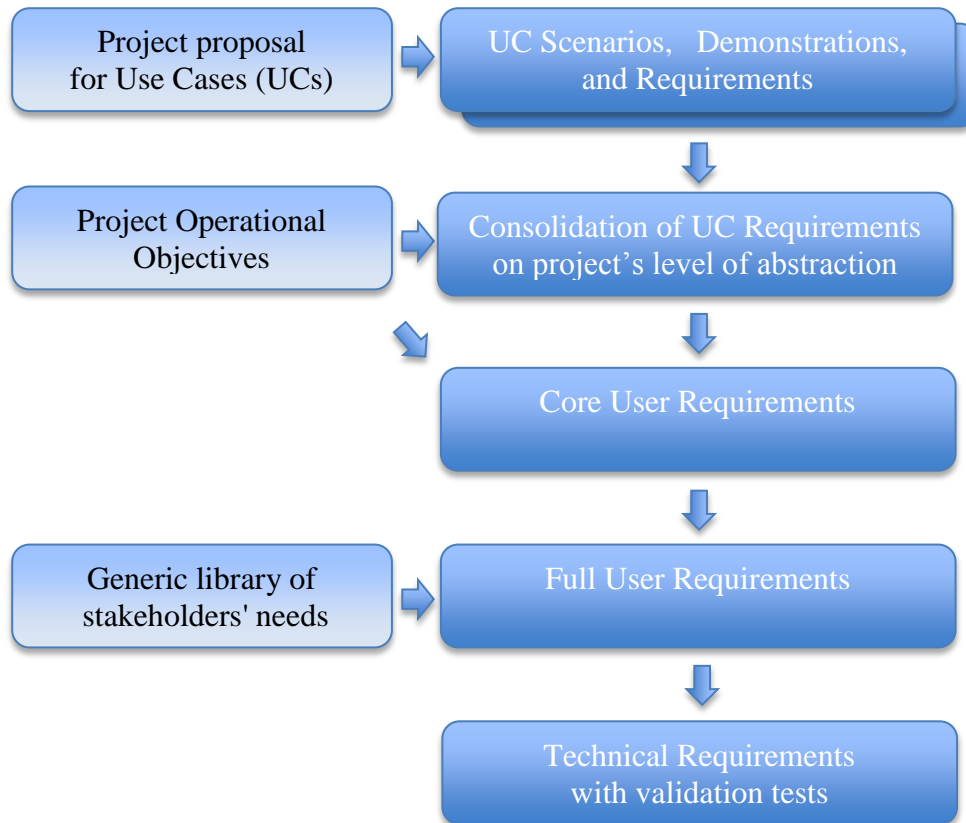 Project proposal
for Use Cases (UCs)
UC Scenarios,   Demonstrations,
and Requirements
Project Operational
Objectives
Consolidation of UC Requirements
on project’s level of abstraction
Core User Requirements
Generic library of
stakeholders' needs
Full User Requirements
Technical Requirements
with validation tests